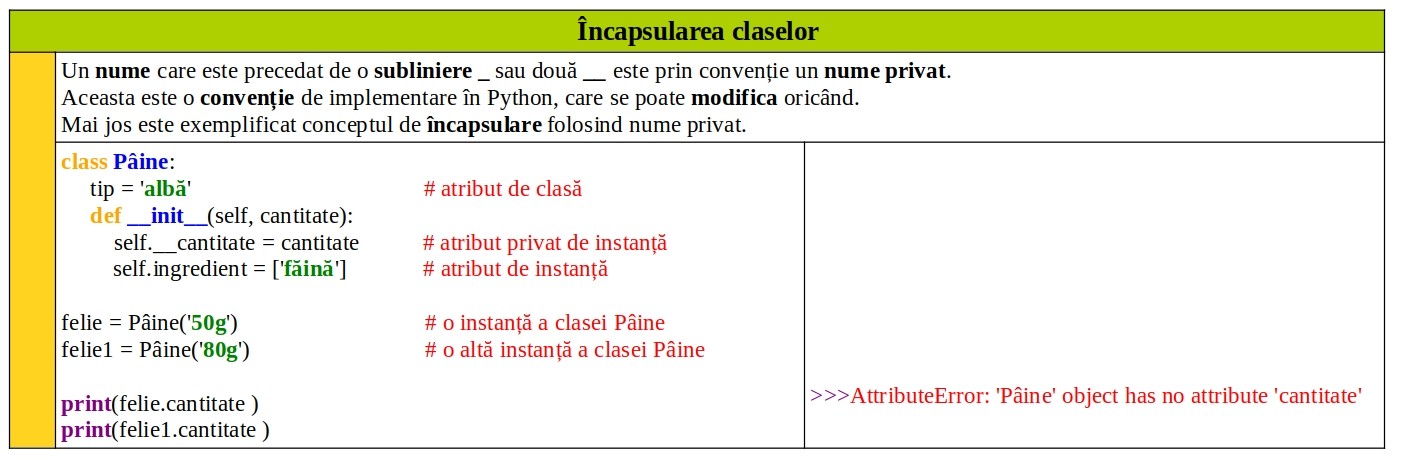 Încapsularea claselor
Un nume care este precedat de o subliniere _ sau două __ este prin convenție un nume privat.
Aceasta este o convenție de implementare în Python, care se poate modifica oricând.
Mai jos este exemplificat conceptul de încapsulare folosind nume privat.
class Pâine:
tip = 'albă' # atribut de clasă
def __init__(self, cantitate):
self.__cantitate = cantitate # atribut privat de instanță
self.ingredient = ['făină'] # atribut de instanță
felie = Pâine('50g') # o instanță a clasei Pâine
felie1 = Pâine('80g') # o altă instanță a clasei Pâine
print(felie.cantitate )
print(felie1.cantitate )
>>>AttributeError: 'Pâine' object has no attribute 'cantitate'